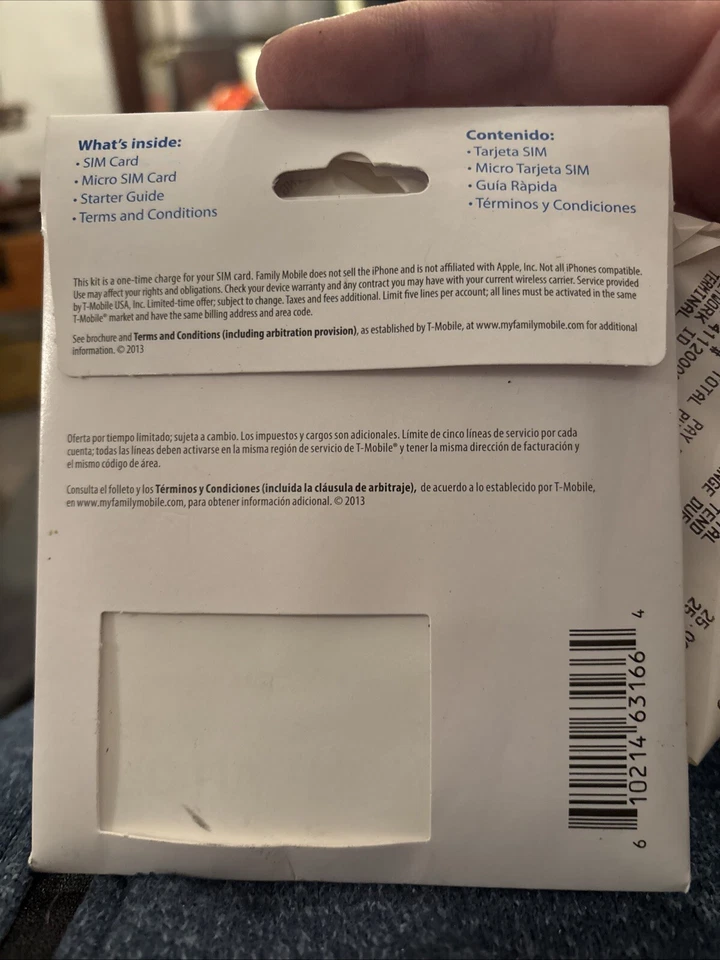 What's inside:
• SIM Card
• Micro SIM Card
• Starter Guide
• Terms and Conditions
Contenido:
• Tarjeta SIM
• Micro Tarjeta SIM
• Guía Ràpida
• Términos y Condiciones
This kit is a one-time charge for your SIM card. Family Mobile does not sell the iPhone and is not affiliated with Apple, Inc. Not all iPhones compatible.
Use may affect your rights and obligations. Check your device warranty and any contract you may have with your current wireless carrier. Service provided
by T-Mobile USA, Inc. Limited-time offer; subject to change. Taxes and fees additional. Limit five lines per account; all lines must be activated in the same
T-Mobile® market and have the same billing address and area code.
See brochure and Terms and Conditions (including arbitration provision), as established by T-Mobile, at www.myfamilymobile.com for additional
information. © 2013
Oferta por tiempo limitado; sujeta a cambio. Los impuestos y cargos son adicionales. Límite de cinco líneas de servicio por cada
cuenta; todas las líneas deben activarse en la misma región de servicio de T-Mobile® y tener la misma dirección de facturación y
el mismo código de área.
Consulta el folleto y los Términos y Condiciones (incluida la cláusula de arbitraje), de acuerdo a lo establecido por T-Mobile,
en www.myfamilymobile.com, para obtener información adicional. © 2013
6 10214 63166 4
TERMINAL
TOTAL
PAY
TEND
DUE